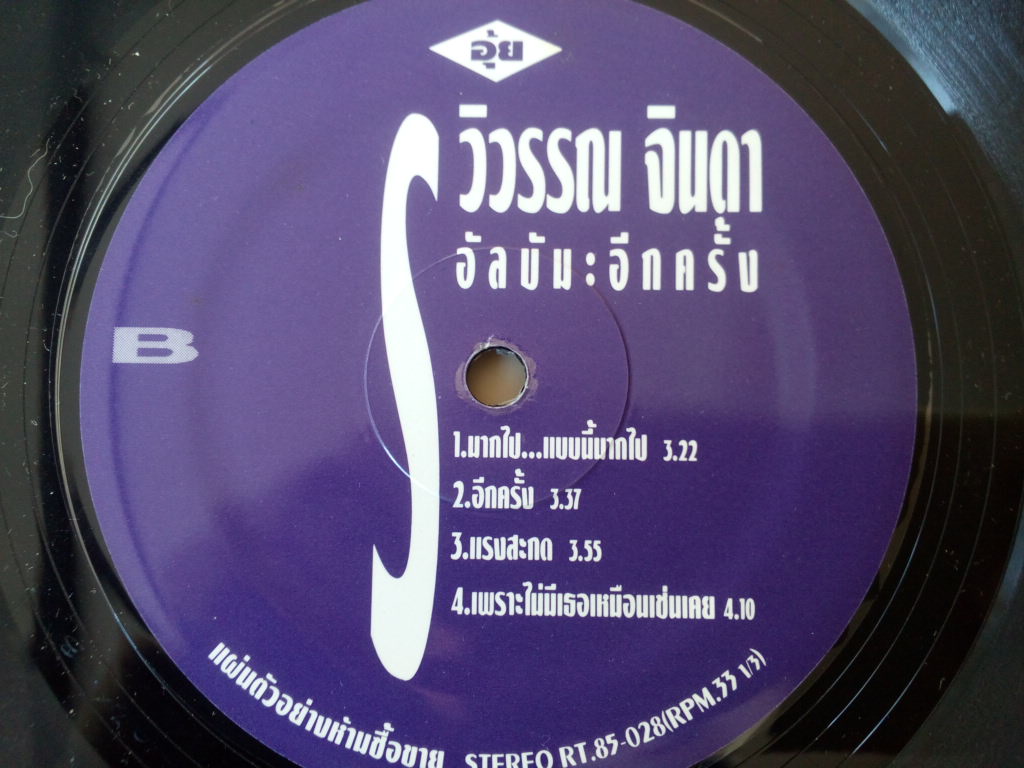 วิวรรณ จินดา
อัลบัม:อีกครั้ง
B
1.มากไป...แบบนี้มากไป 3.22
2.อีกครั้ง 3.37
3.แรงสะกด 3.55
4.เพราะไม่มีเธอเหมือนเช่นเคย 4.10
แผ่นตัวอย่างห้ามซื้อขาย STEREO RT.85-028(RPM.33 1/3)